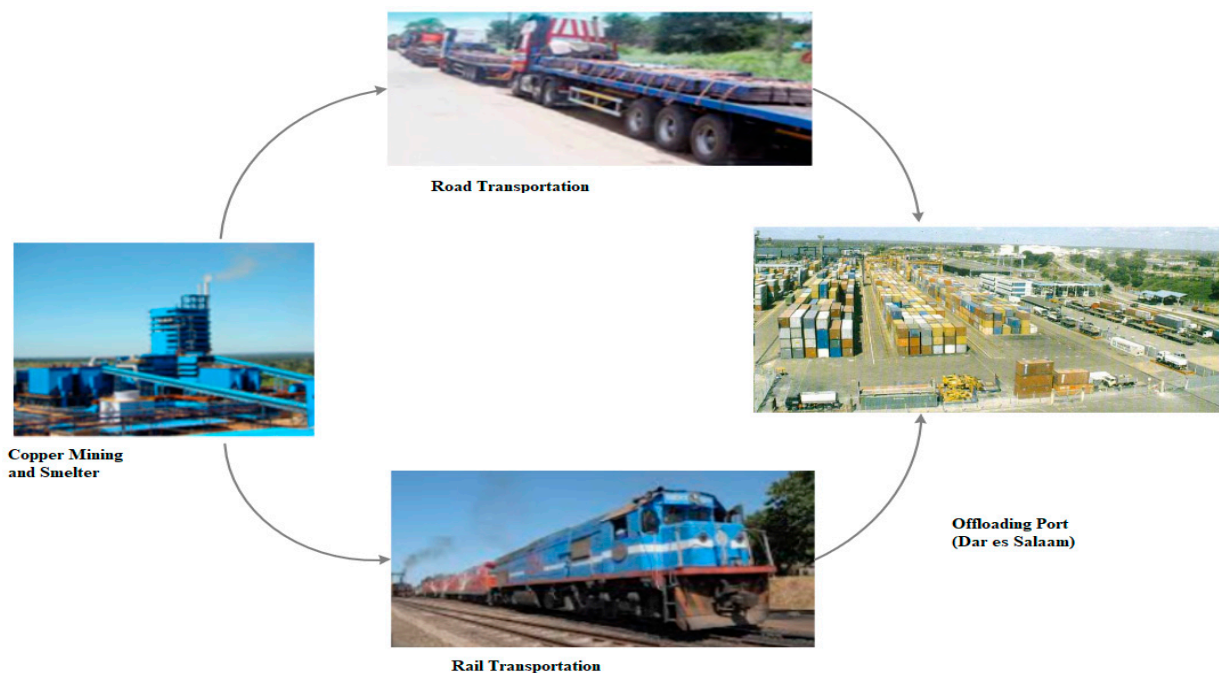 Road Transportation
Copper Mining
and Smelter
Offloading Port
(Dar es Salaam)
Rail Transportation